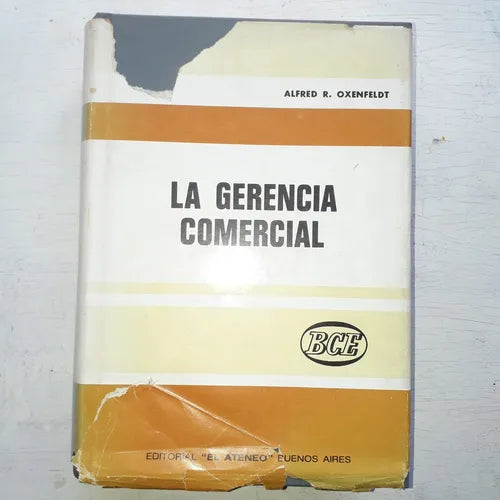 ALFRED R. OXENFELDT
LA GERENCIA
COMERCIAL
BCE
EDITORIAL "EL ATENEO" BUENOS AIRES